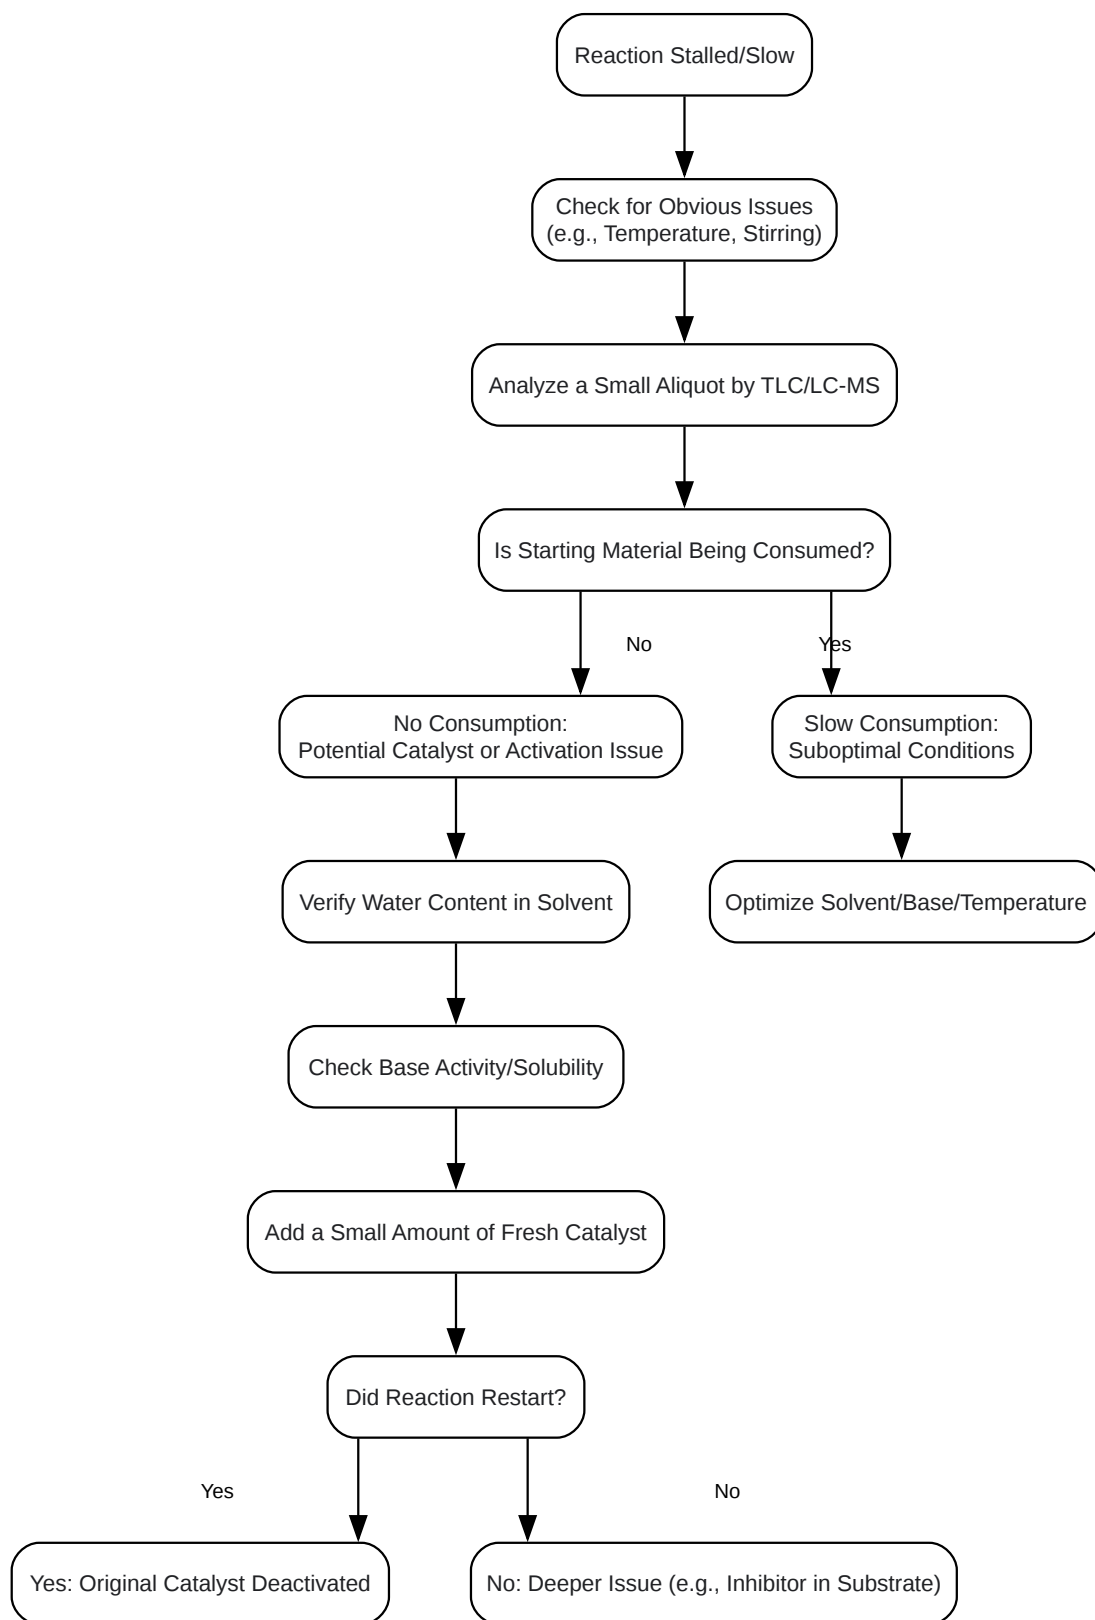 Reaction Stalled/Slow
Check for Obvious Issues
(e.g., Temperature, Stirring)
Analyze a Small Aliquot by TLC/LC-MS
Is Starting Material Being Consumed?
No
Yes
No Consumption:
Potential Catalyst or Activation Issue
Slow Consumption:
Suboptimal Conditions
Verify Water Content in Solvent
Optimize Solvent/Base/Temperature
Check Base Activity/Solubility
Add a Small Amount of Fresh Catalyst
Did Reaction Restart?
Yes
No
Yes: Original Catalyst Deactivated
No: Deeper Issue (e.g., Inhibitor in Substrate)